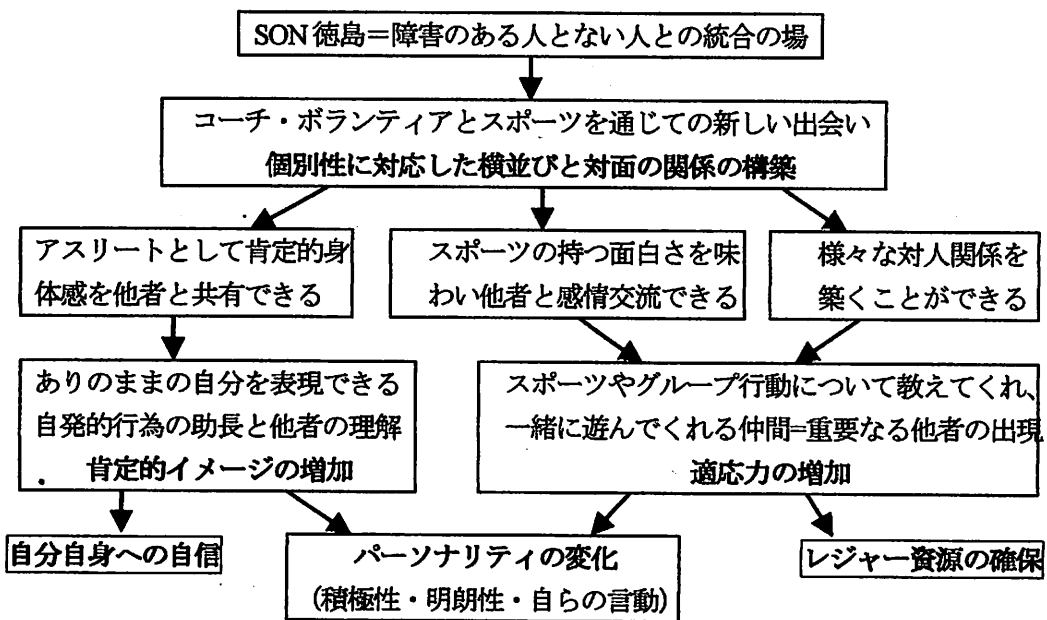 SON徳島＝障害のある人とない人との統合の場
コーチ・ボランティアとスポーツを通じての新しい出会い
個別性に対応した横並びと対面の関係の構築
アスリートとして肯定的身
体感を他者と共有できる
スポーツの持つ面白さを味
わい他者と感情交流できる
様々な対人関係を
築くことができる
ありのままの自分を表現できる
自発的行為の助長と他者の理解
肯定的イメージの増加
スポーツやグループ行動について教えてくれ、
一緒に遊んでくれる仲間=重要なる他者の出現
適応力の増加
自分自身への自信
パーソナリティの変化
（積極性・明朗性・自らの言動）
レジャー資源の確保